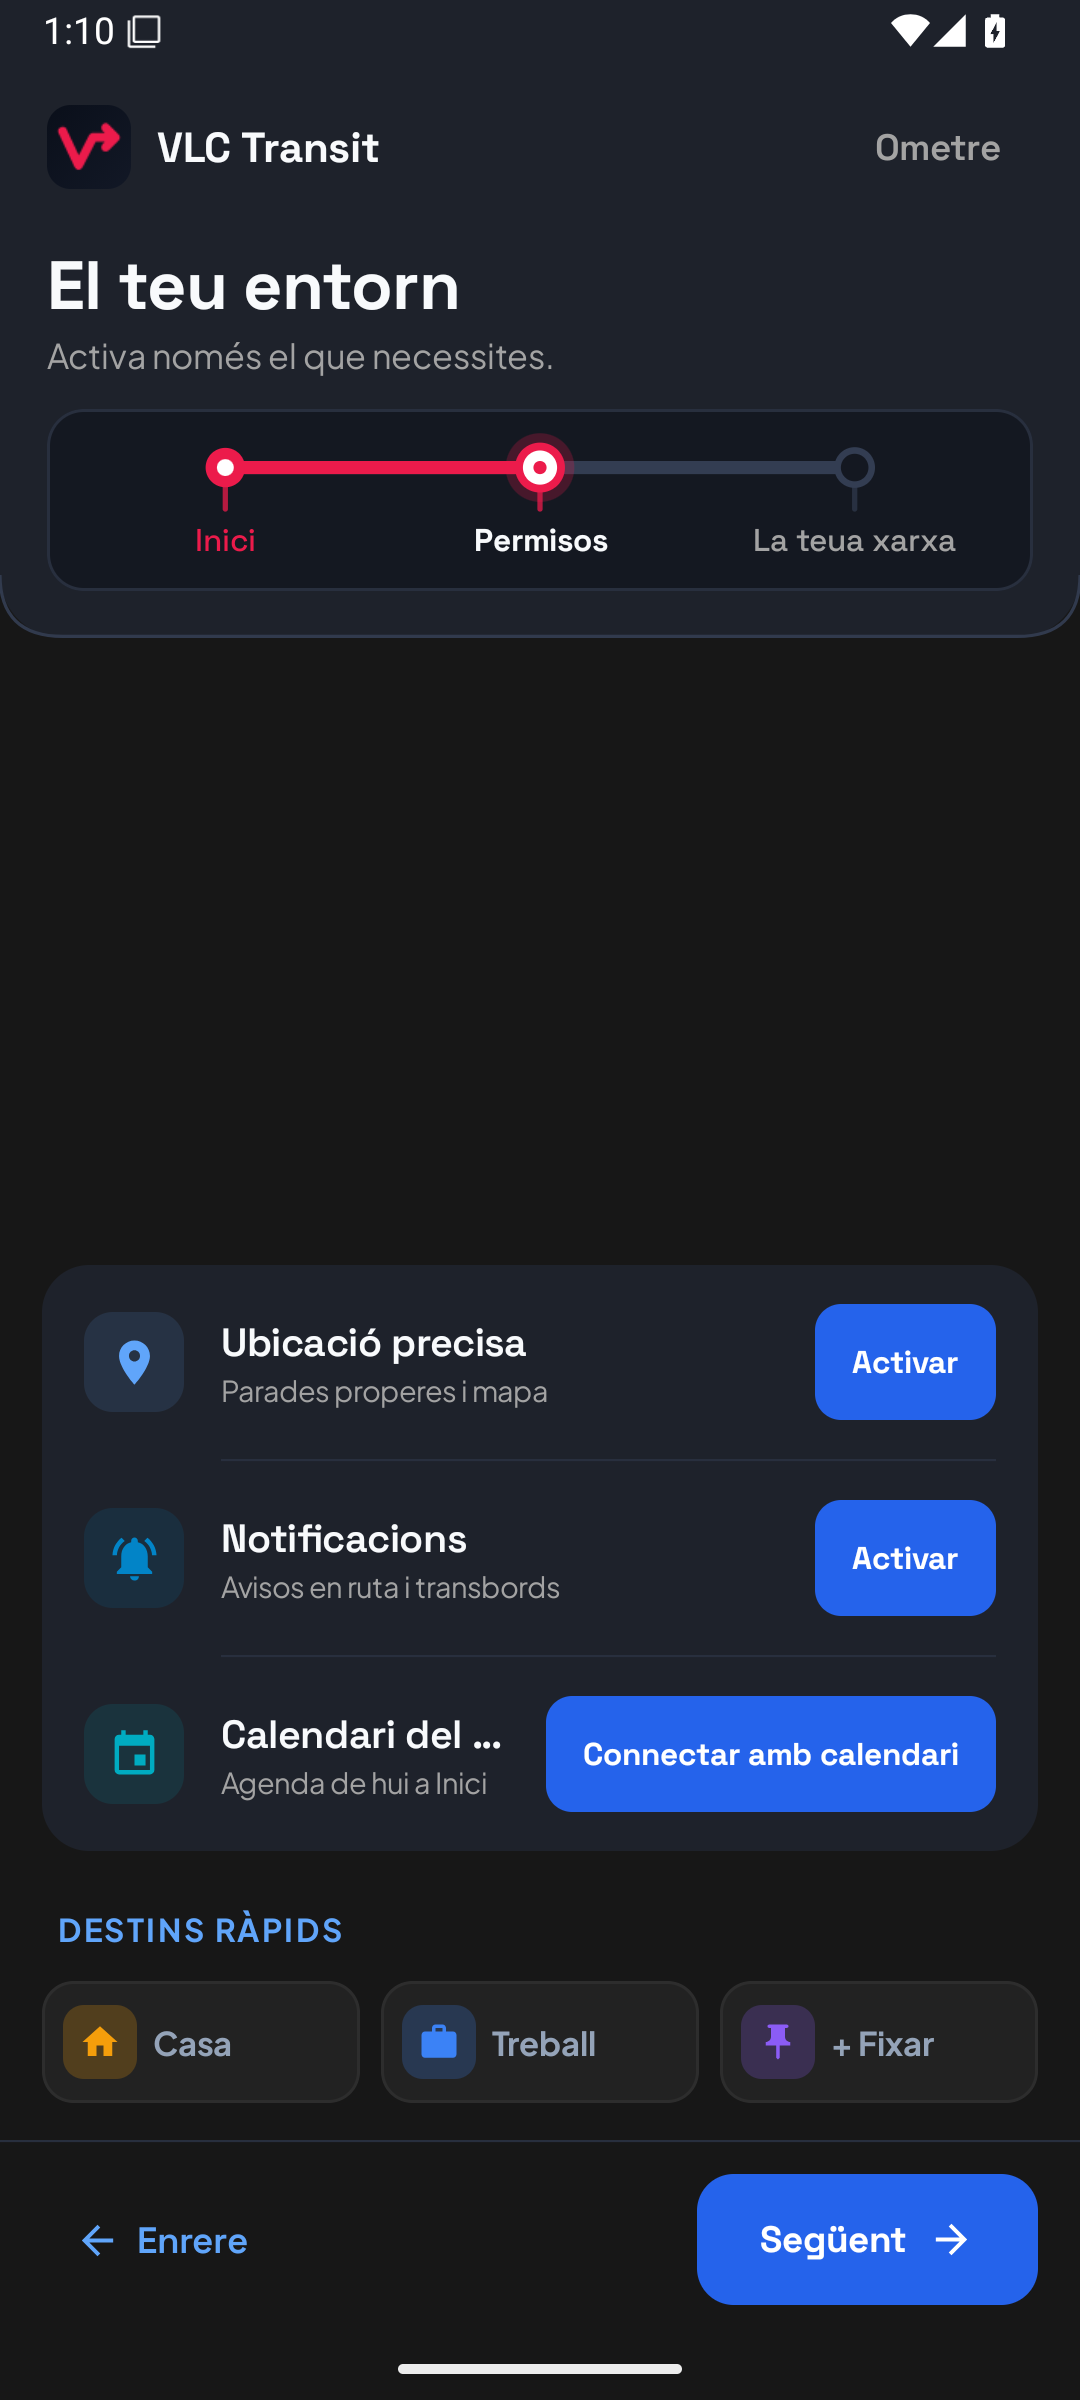 1:10
VLC Transit
Ometre
El teu entorn
Activa només el que necessites.
Inici
Permisos
La teua xarxa
Ubicació precisa
Parades properes i mapa
Activar
Notificacions
Avisos en ruta i transbords
Activar
Calendari del ...
Agenda de hui a Inici
Connectar amb calendari
DESTINS RÀPIDS
Casa
Treball
+ Fixar
Enrere
Següent